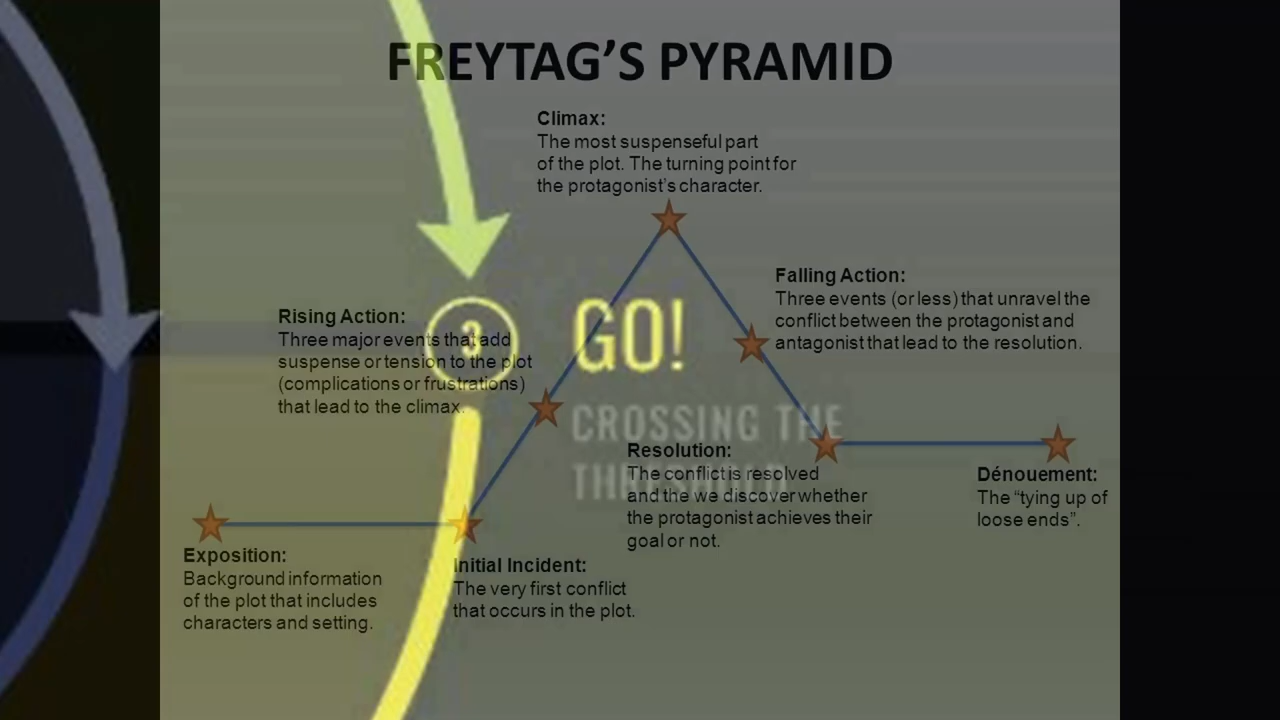 FREYTAG’S PYRAMID
Climax:
The most suspenseful part
of the plot. The turning point for
the protagonist’s character.
Falling Action:
Three events (or less) that unravel the
conflict between the protagonist and
antagonist that lead to the resolution.
Rising Action:
Three major events that add
suspense or tension to the plot
(complications or frustrations)
that lead to the climax.
3
GO!
CROSSING THE
THRESHOLD
Resolution:
The conflict is resolved
and the we discover whether
the protagonist achieves their
goal or not.
Dénouement:
The “tying up of
loose ends”.
Exposition:
Background information
of the plot that includes
characters and setting.
Initial Incident:
The very first conflict
that occurs in the plot.